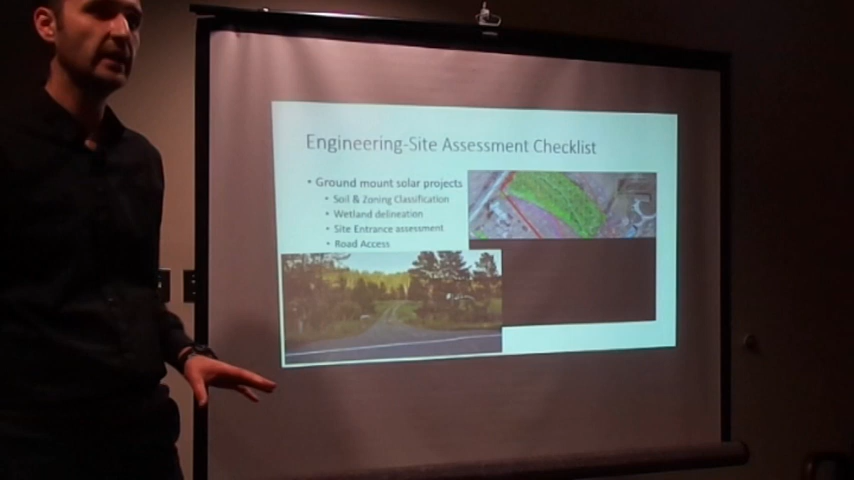 Engineering-Site Assessment Checklist
• Ground mount solar projects
• Soil & Zoning Classification
• Wetland delineation
• Site Entrance assessment
• Road Access